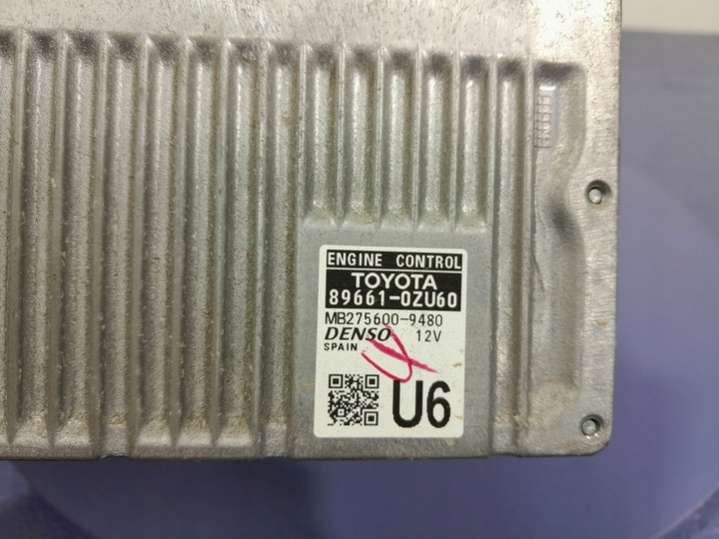 ENGINE CONTROL
TOYOTA
89661-0ZU60
MB275600-9480
DENSO 12V
SPAIN
U6